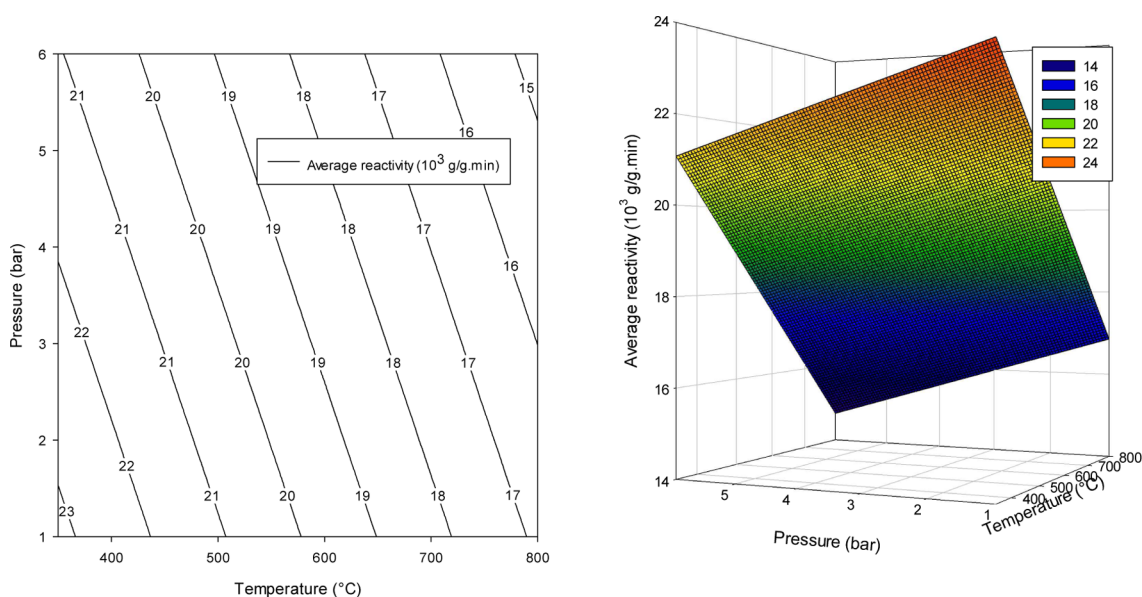 6
5
4
3
2
1
Pressure (bar)
21 20 19 18 17 15
16
Average reactivity (10³ g/g.min)
21 20 19 18 17
16
22
21 20 19 18 17
22
21 20 19 18 17
23
400 500 600 700 800
Temperature (°C)
24
22
20
18
16
14
Average reactivity (10³ g/g.min)
14
16
18
20
22
24
5 4 3 2 1
Pressure (bar)
400 500 600 700 800
Temperature (°C)